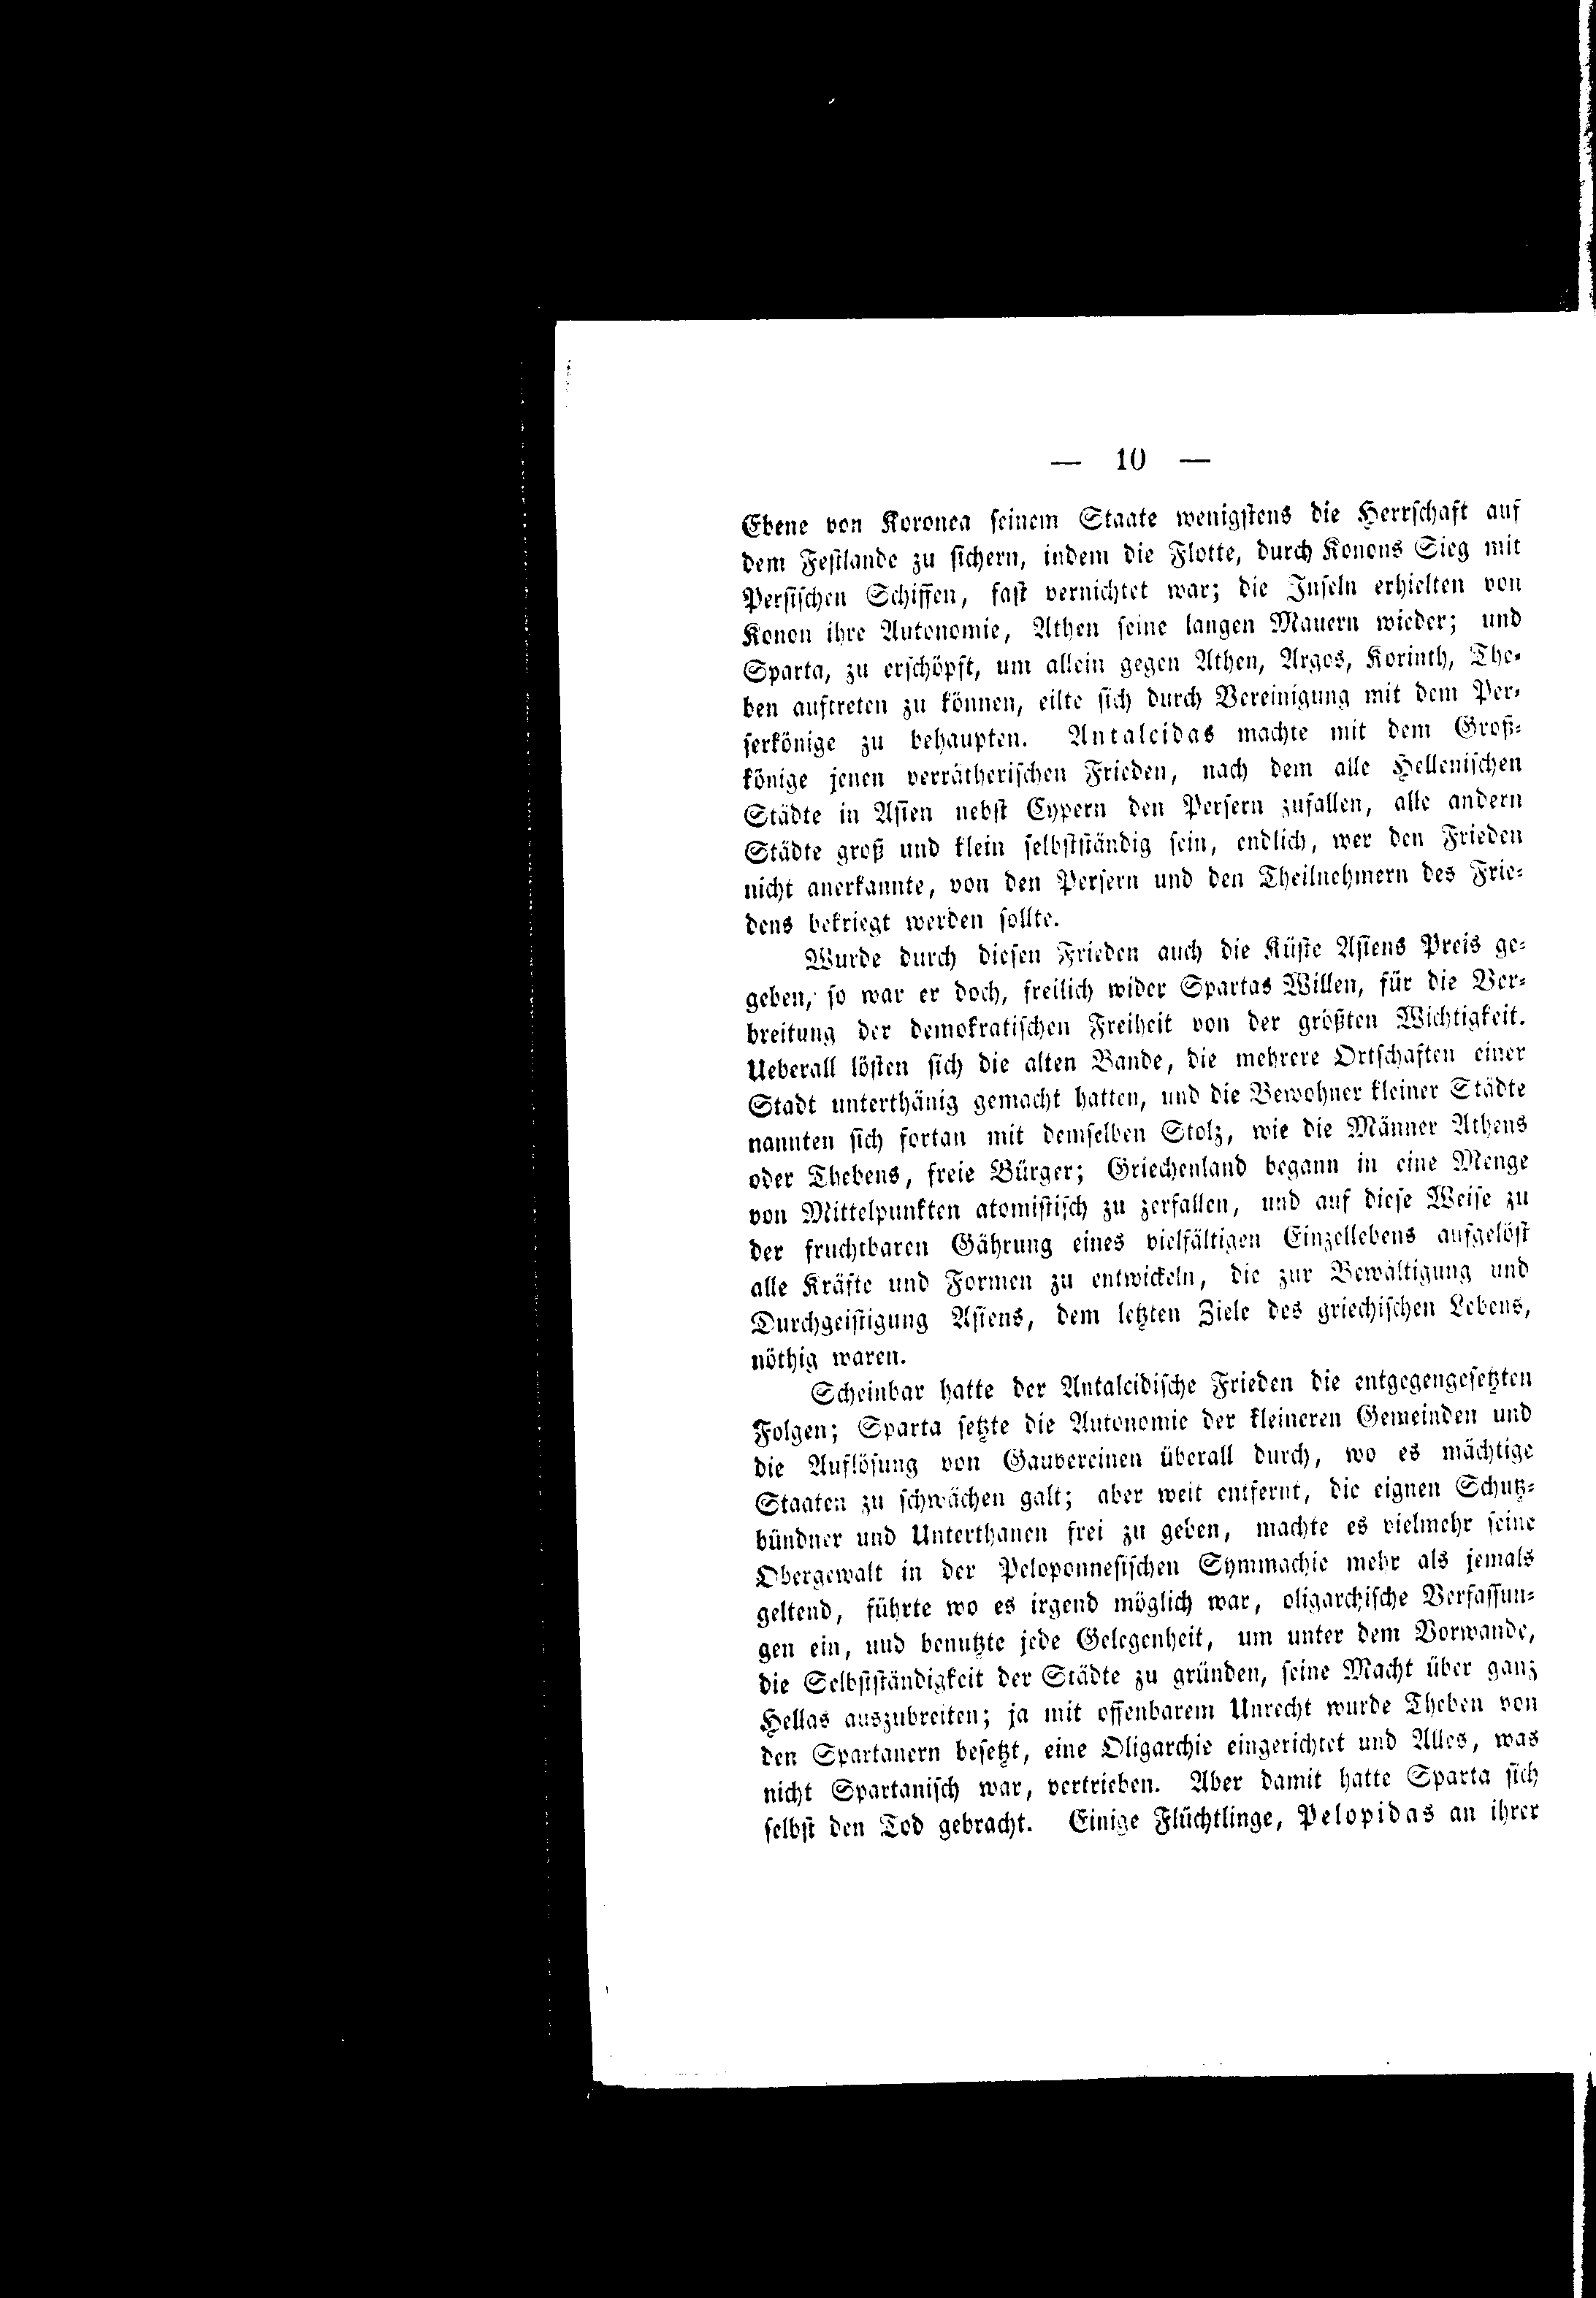 — 10 —
Ebene von Koronea seinem Staate wenigstens die Herrschaft auf
dem Festlande zu sichern, indem die Flotte, durch Konons Sieg mit
Persischen Schiffen, fast vernichtet war; die Inseln erhielten von
Konon ihre Autonomie, Athen seine langen Mauern wieder; und
Sparta, zu erschöpft, um allein gegen Athen, Argos, Korinth, The-
ben auftreten zu können, eilte sich durch Vereinigung mit dem Per-
serkönige zu behaupten. Antalcidas machte mit dem Groß-
könige jenen verrätherischen Frieden, nach dem alle Hellenischen
Städte in Asien nebst Cypern den Persern zufallen, alle andern
Städte groß und klein selbstständig sein, endlich, wer den Frieden
nicht anerkannte, von den Persern und den Theilnehmern des Frie-
dens bekriegt werden sollte.
Wurde durch diesen Frieden auch die Küste Asiens Preis ge-
geben, so war er doch, freilich wider Spartas Willen, für die Ver-
breitung der demokratischen Freiheit von der größten Wichtigkeit.
Ueberall lösten sich die alten Bande, die mehrere Ortschaften einer
Stadt unterthänig gemacht hatten, und die Bewohner kleiner Städte
nannten sich fortan mit demselben Stolz, wie die Männer Athens
oder Thebens, freie Bürger; Griechenland begann in eine Menge
von Mittelpunkten atomistisch zu zerfallen, und auf diese Weise zu
der fruchtbaren Gährung eines vielfältigen Einzellebens aufgelöst
alle Kräfte und Formen zu entwickeln, die zur Bewältigung und
Durchgeistigung Asiens, dem letzten Ziele des griechischen Lebens,
nöthig waren.
Scheinbar hatte der Antalcidische Frieden die entgegengesetzten
Folgen; Sparta setzte die Autonomie der kleineren Gemeinden und
die Auflösung von Gauvereinen überall durch, wo es mächtige
Staaten zu schwächen galt; aber weit entfernt, die eignen Schutz-
bündner und Unterthanen frei zu geben, machte es vielmehr seine
Obergewalt in der Peloponnesischen Symmachie mehr als jemals
geltend, führte wo es irgend möglich war, oligarchische Verfassun-
gen ein, und benutzte jede Gelegenheit, um unter dem Vorwande,
die Selbstständigkeit der Städte zu gründen, seine Macht über ganz
Hellas auszubreiten; ja mit offenbarem Unrecht wurde Theben von
den Spartanern besetzt, eine Oligarchie eingerichtet und Alles, was
nicht Spartanisch war, vertrieben. Aber damit hatte Sparta sich
selbst den Tod gebracht. Einige Flüchtlinge, Pelopidas an ihrer